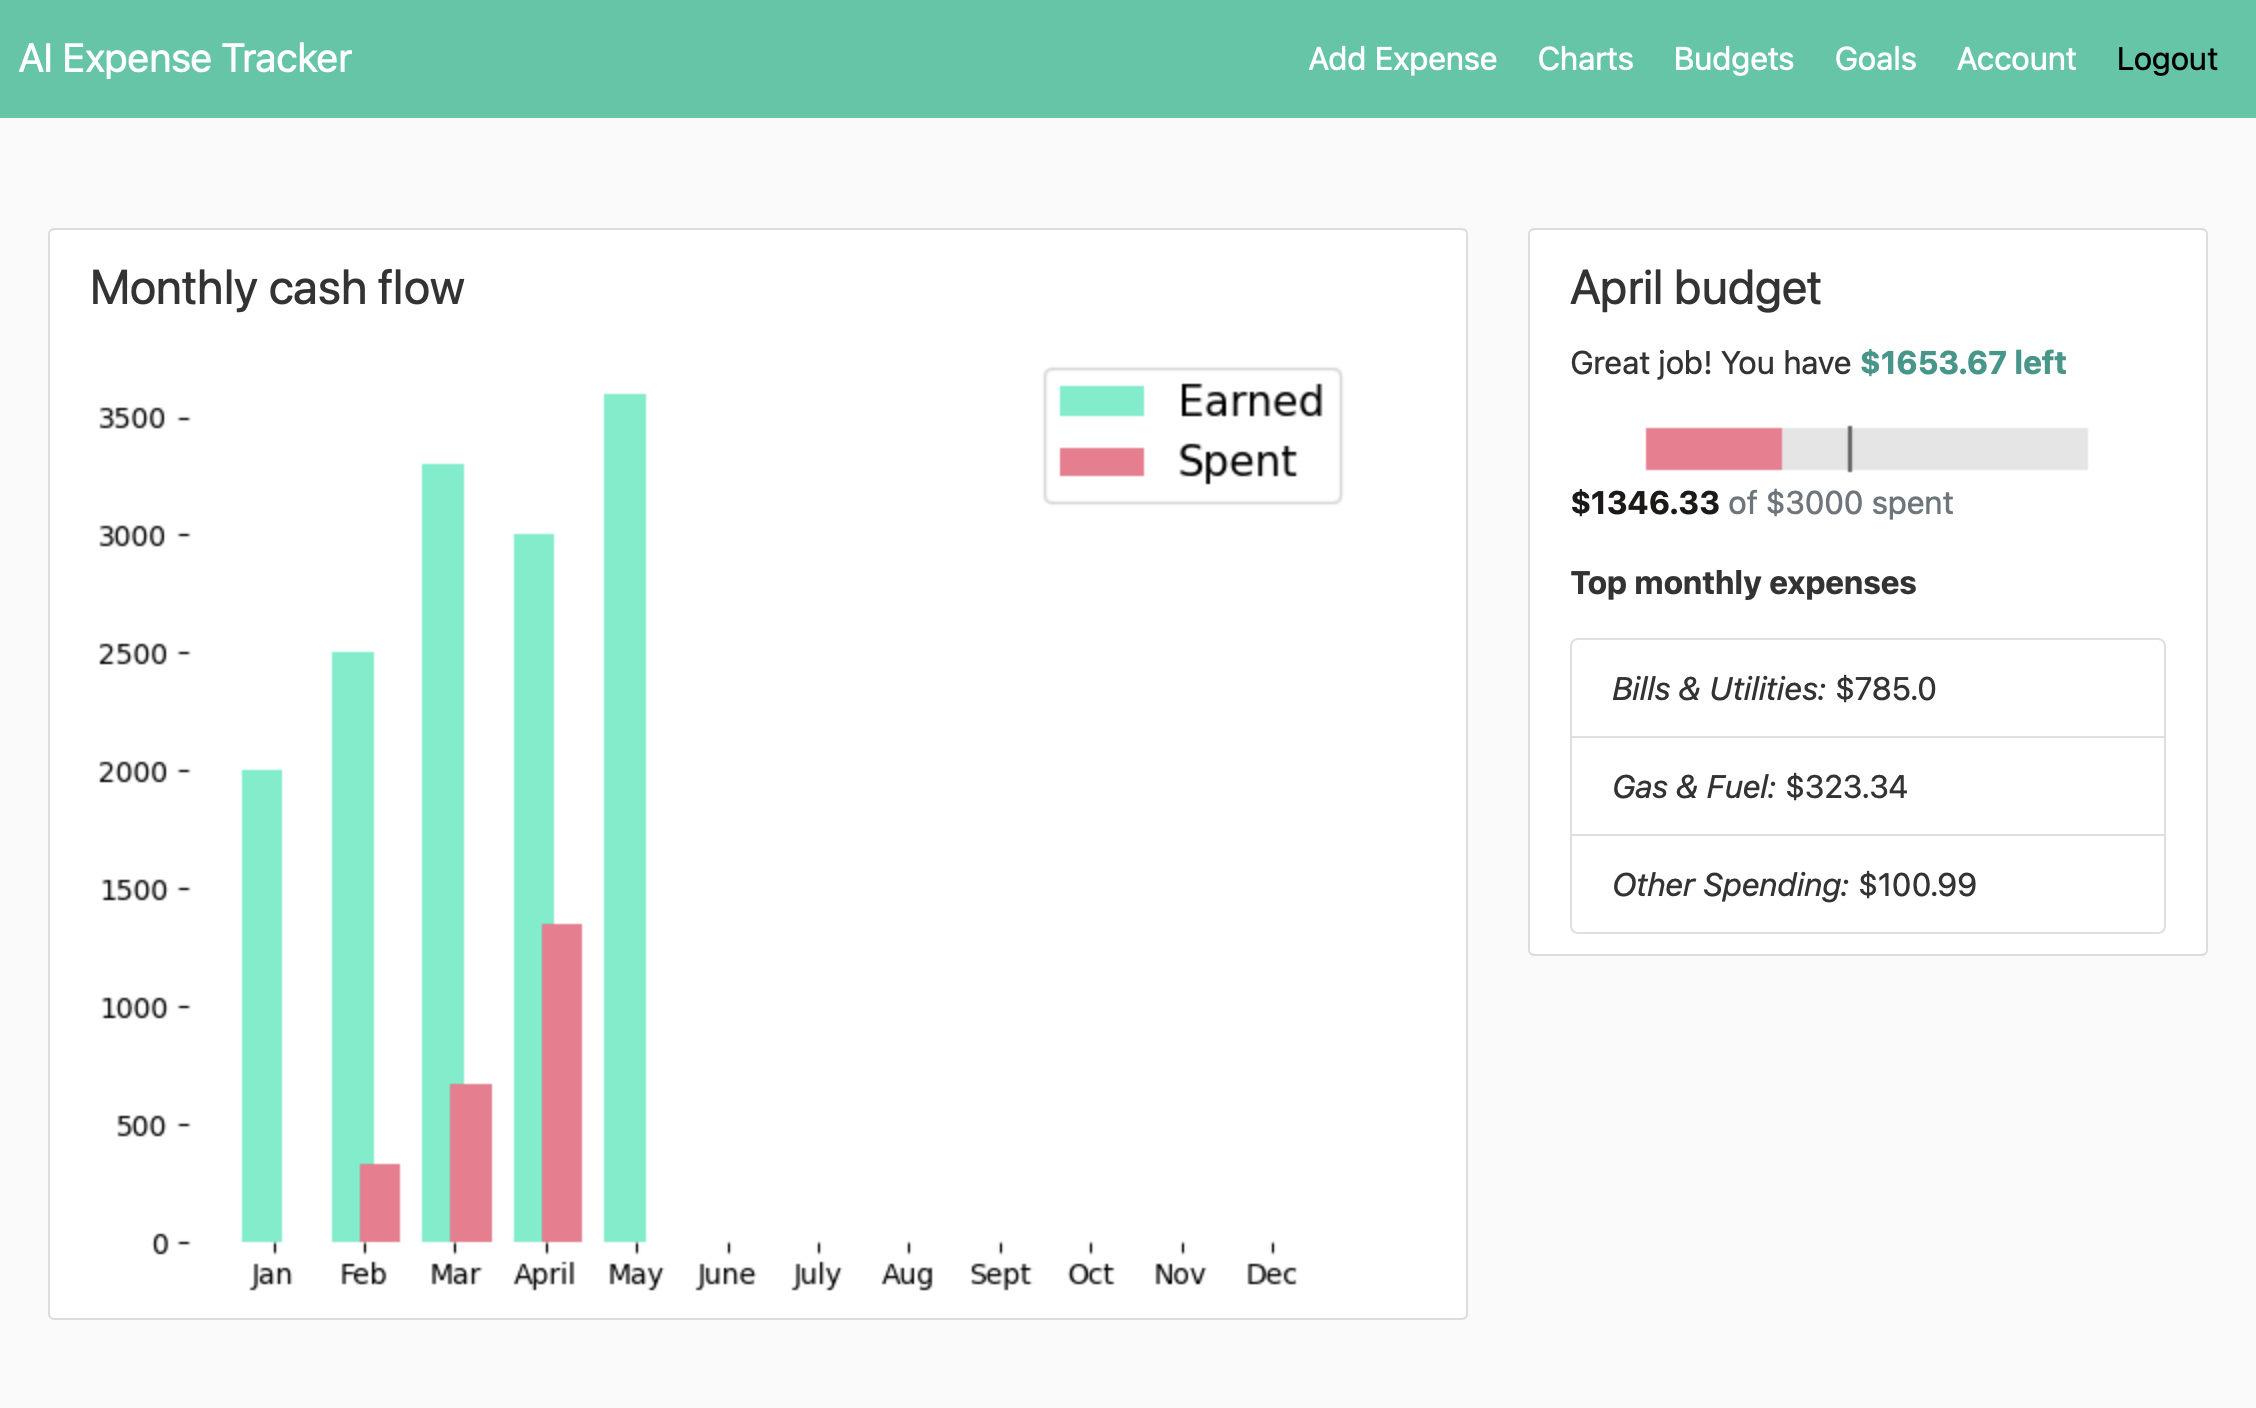 AI Expense Tracker
Add Expense Charts Budgets Goals Account Logout
Monthly cash flow
Earned
Spent
3500
3000
2500
2000
1500
1000
500
0
Jan Feb Mar April May June July Aug Sept Oct Nov Dec
April budget
Great job! You have $1653.67 left
$1346.33 of $3000 spent
Top monthly expenses
Bills & Utilities: $785.0
Gas & Fuel: $323.34
Other Spending: $100.99